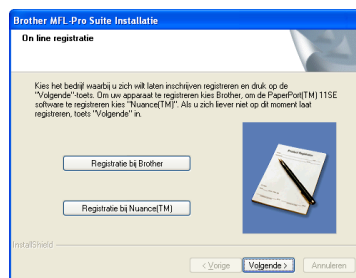 Brother MFL-Pro Suite Installatie
On line registratie
Kies het bedrijf waarbij u zich wilt laten inschrijven registreren en druk op de
"Volgende"-toets. Om uw apparaat te registreren kies Brother, om de PaperPort(TM) 11SE
software te registreren kies "Nuance(TM)". Als u zich liever niet op dit moment laat
registreren, toets "Volgende" in.
Registratie bij Brother
Registratie bij Nuance(TM)
InstallShield
< Vorige
Volgende >
Annuleren